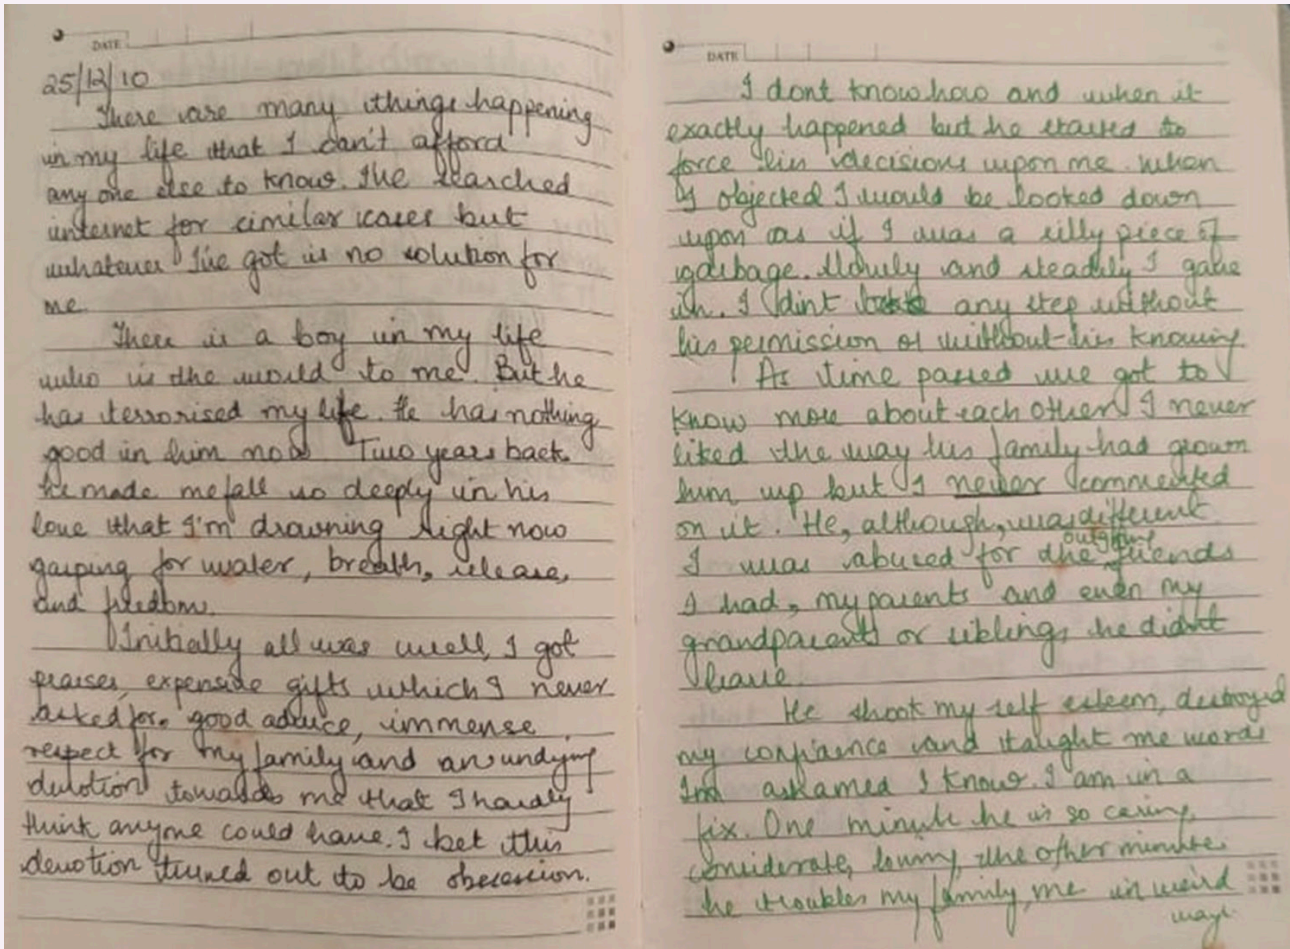 DATE
25/12/10
There are many things happening
in my life that I can't afford
any one else to know. I've searched
internet for similar cases but
whatever I've got is no solution for
me.
There is a boy in my life
who is the world to me. But he
has terrorised my life. He has nothing
good in him now. Two years back
he made me fall so deeply in his
love that I'm drowning right now
gasping for water, breath, release,
and freedom.
Initially all was well, I got
praises, expensive gifts which I never
asked for, good advice, immense
respect for my family and an undying
devotion towards me that I hardly
think anyone could have. I bet this
devotion turned out to be obsession.
DATE
I dont know how and when it
exactly happened but he started to
force his decisions upon me. When
I objected I would be looked down
upon as if I was a silly piece of
garbage. Slowly and steadily I gave
in. I dint take any step without
his permission or without his knowing
As time passed we got to
know more about each other I never
liked the way his family had grown
him up but I never commented
on it. He, although, was different
I was abused for the outgoing friends
I had, my parents and even my
grandparents or siblings he didn't
leave.
He shook my self esteem, destroyed
my confience and taught me words
I'm askamed I know. I am in a
fix. One minute he is so caring,
considerate, loving, the other minute
he troubles my family, me in weird
ways.